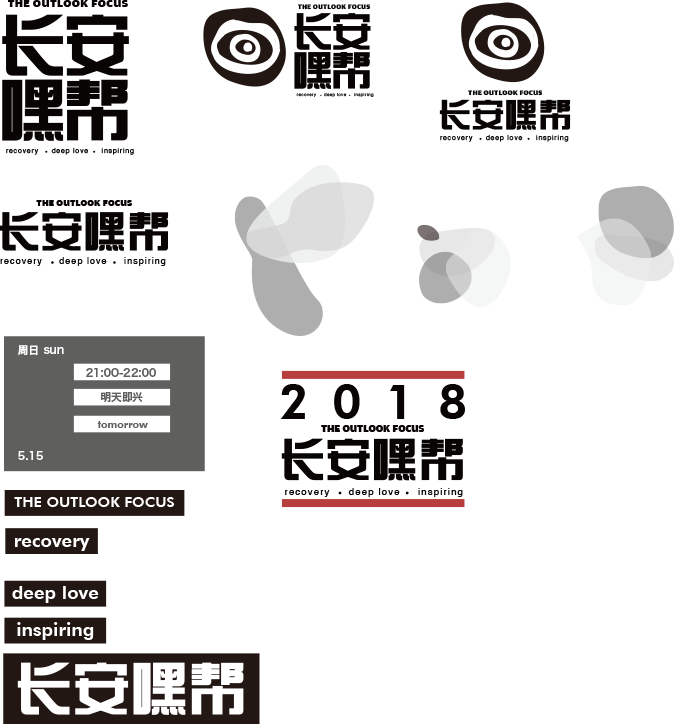 THE OUTLOOK FOCUS
长安
嘿帮
recovery • deep love • inspiring
THE OUTLOOK FOCUS
长安
嘿帮
recovery • deep love • inspiring
THE OUTLOOK FOCUS
长安嘿帮
recovery • deep love • inspiring
THE OUTLOOK FOCUS
长安嘿帮
recovery • deep love • inspiring
周日 sun
21:00-22:00
明天即兴
tomorrow
5.15
2018
THE OUTLOOK FOCUS
长安嘿帮
recovery • deep love • inspiring
THE OUTLOOK FOCUS
recovery
deep love
inspiring
长安嘿帮